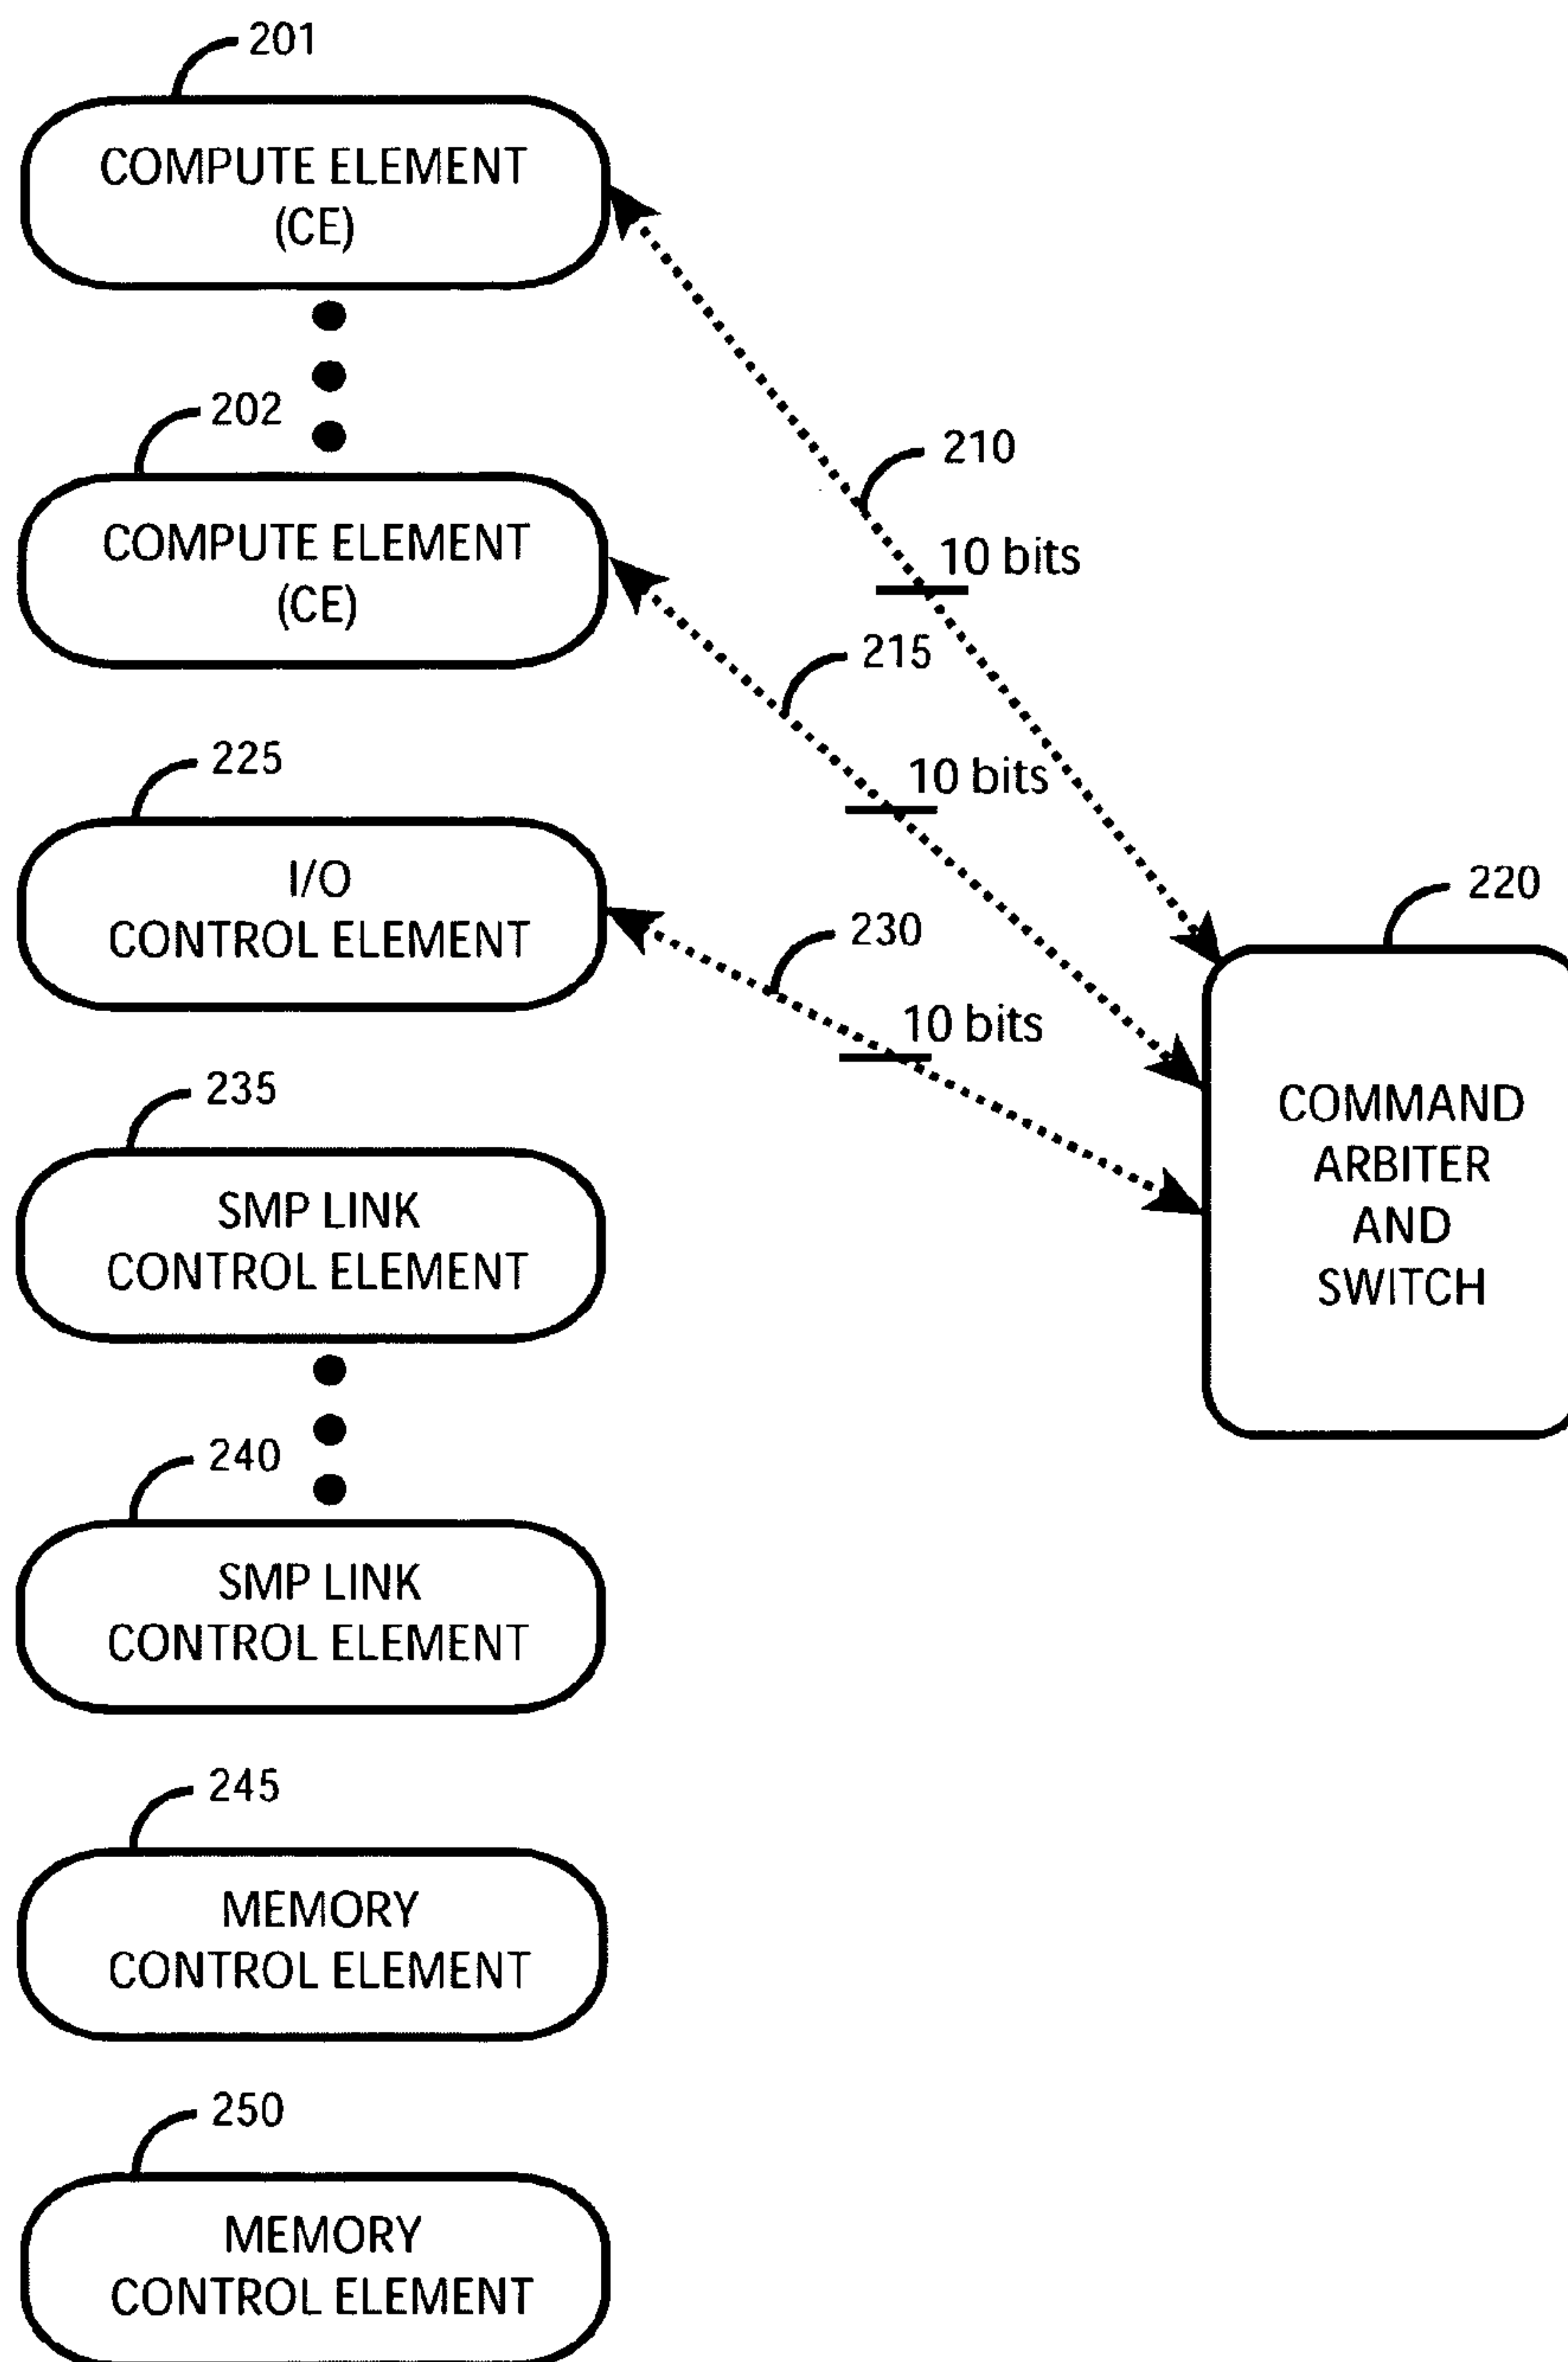 201
COMPUTE ELEMENT
(CE)
202
COMPUTE ELEMENT
(CE)
210
10 bits
215
10 bits
225
I/O
CONTROL ELEMENT
230
10 bits
220
COMMAND
ARBITER
AND
SWITCH
235
SMP LINK
CONTROL ELEMENT
240
SMP LINK
CONTROL ELEMENT
245
MEMORY
CONTROL ELEMENT
250
MEMORY
CONTROL ELEMENT